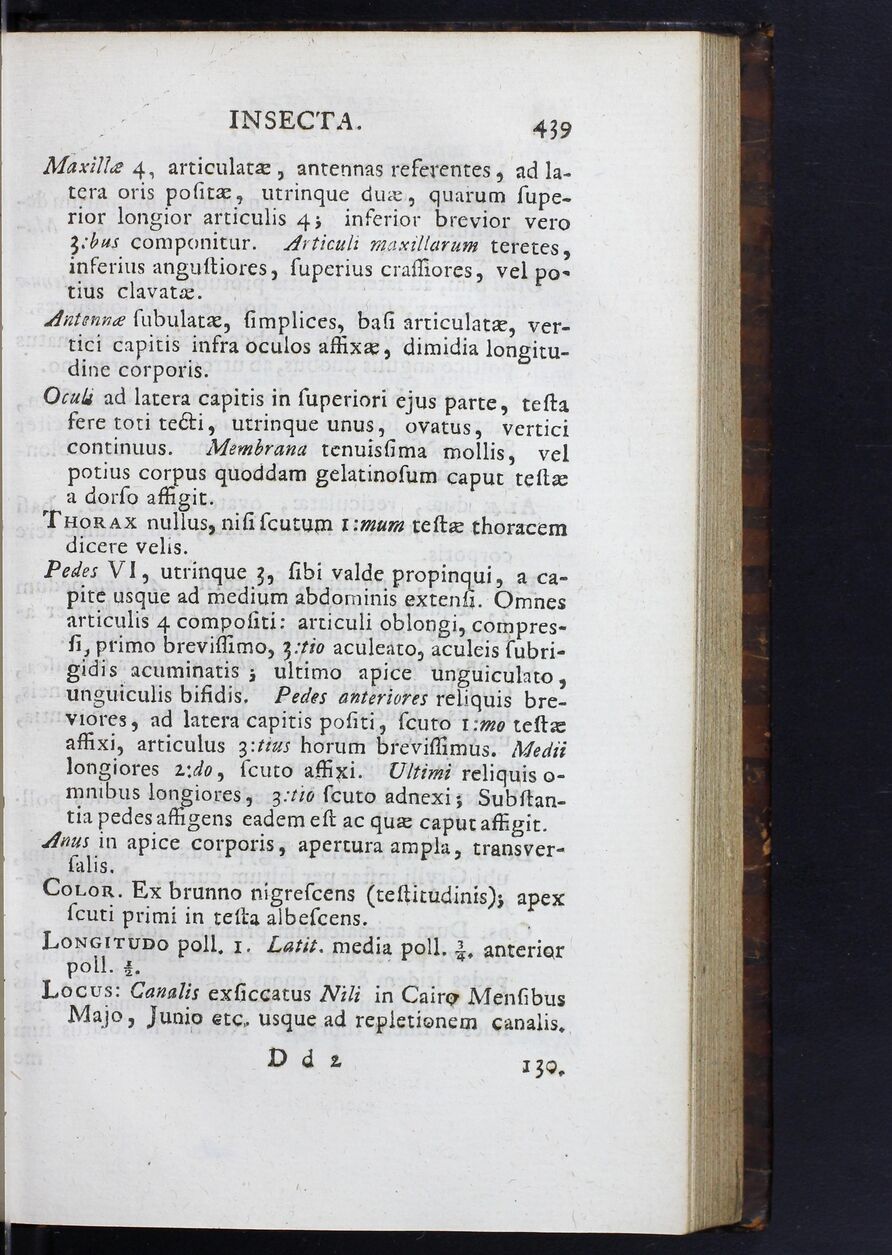 INSECTA. 439
Maxillæ 4, articulatæ, antennas referentes, ad la-
tera oris poſitæ, utrinque duæ, quarum ſupe-
rior longior articulis 4; inferior brevior vero
3:bus componitur. Articuli maxillarum teretes,
inferius anguſtiores, ſuperius craſſiores, vel po-
tius clavatæ.
Antennæ ſubulatæ, ſimplices, baſi articulatæ, ver-
tici capitis infra oculos affixæ, dimidia longitu-
dine corporis.
Oculi ad latera capitis in ſuperiori ejus parte, teſta
fere toti tecti, utrinque unus, ovatus, vertici
continuus. Membrana tenuisſima mollis, vel
potius corpus quoddam gelatinoſum caput teſtæ
a dorſo affigit.
THORAX nullus, niſi ſcutum 1:mum teſtæ thoracem
dicere velis.
Pedes VI, utrinque 3, ſibi valde propinqui, a ca-
pite usque ad medium abdominis extenſi. Omnes
articulis 4 compoſiti: articuli oblongi, compres-
ſi, primo breviſſimo, 3:tio aculeato, aculeis ſubri-
gidis acuminatis; ultimo apice unguiculato,
unguiculis bifidis. Pedes anteriores reliquis bre-
viores, ad latera capitis poſiti, ſcuto 1:mo teſtæ
affixi, articulus 3:tius horum breviſſimus. Medii
longiores 2:do, ſcuto affixi. Ultimi reliquis o-
mnibus longiores, 3:tio ſcuto adnexi; Subſtan-
tia pedes affigens eadem eſt ac quæ caput affigit.
Anus in apice corporis, apertura ampla, transver-
ſalis.
COLOR. Ex brunno nigreſcens (teſtitudinis); apex
ſcuti primi in teſta albeſcens.
LONGITUDO poll. 1. Latit. media poll. ¾. anterior
poll. ½.
LOCUS: Canalis exſiccatus Nili in Cairo Menſibus
Majo, Junio etc. usque ad repletionem canalis.
D d 2 130.